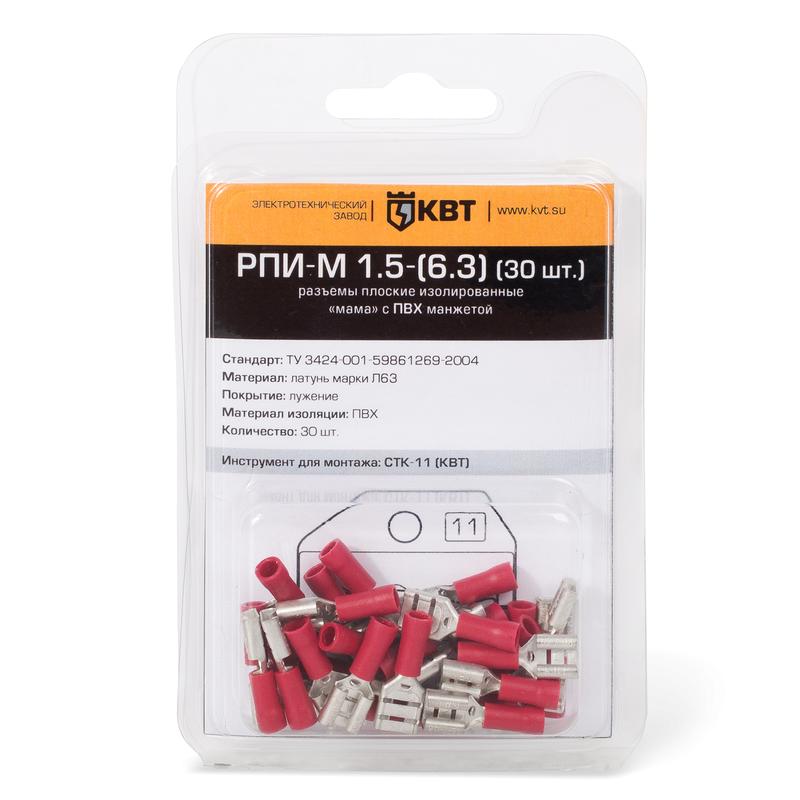 ЭЛЕКТРОТЕХНИЧЕСКИЙ
ЗАВОД
КВТ
www.kvt.su
РПИ-М 1.5-(6.3) (30 шт.)
разъемы плоские изолированные
«мама» с ПВХ манжетой
Стандарт: ТУ 3424-001-59861269-2004
Материал: латунь марки Л63
Покрытие: лужение
Материал изоляции: ПВХ
Количество: 30 шт.
Инструмент для монтажа: СТК-11 (КВТ)
11